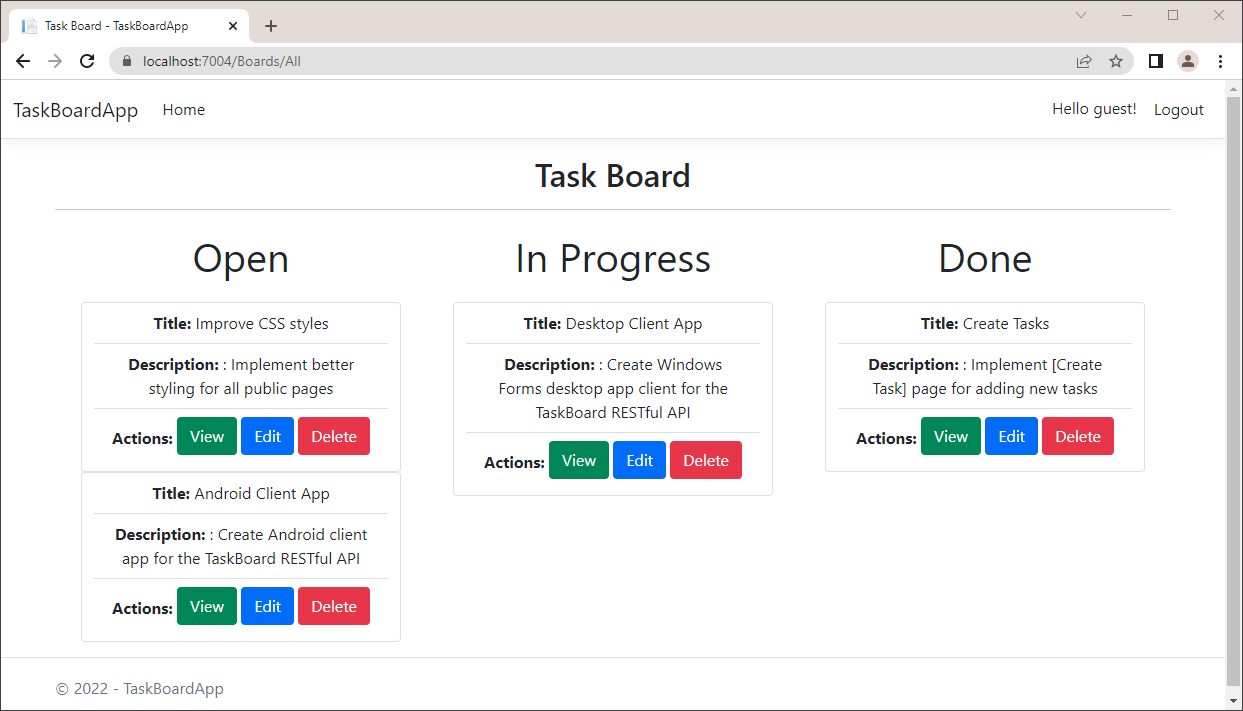 Task Board - TaskBoardApp
localhost:7004/Boards/All
TaskBoardApp Home Hello guest! Logout
Task Board
Open
Title: Improve CSS styles
Description: : Implement better
styling for all public pages
Actions: View Edit Delete
Title: Android Client App
Description: : Create Android client
app for the TaskBoard RESTful API
Actions: View Edit Delete
In Progress
Title: Desktop Client App
Description: : Create Windows
Forms desktop app client for the
TaskBoard RESTful API
Actions: View Edit Delete
Done
Title: Create Tasks
Description: : Implement [Create
Task] page for adding new tasks
Actions: View Edit Delete
© 2022 - TaskBoardApp